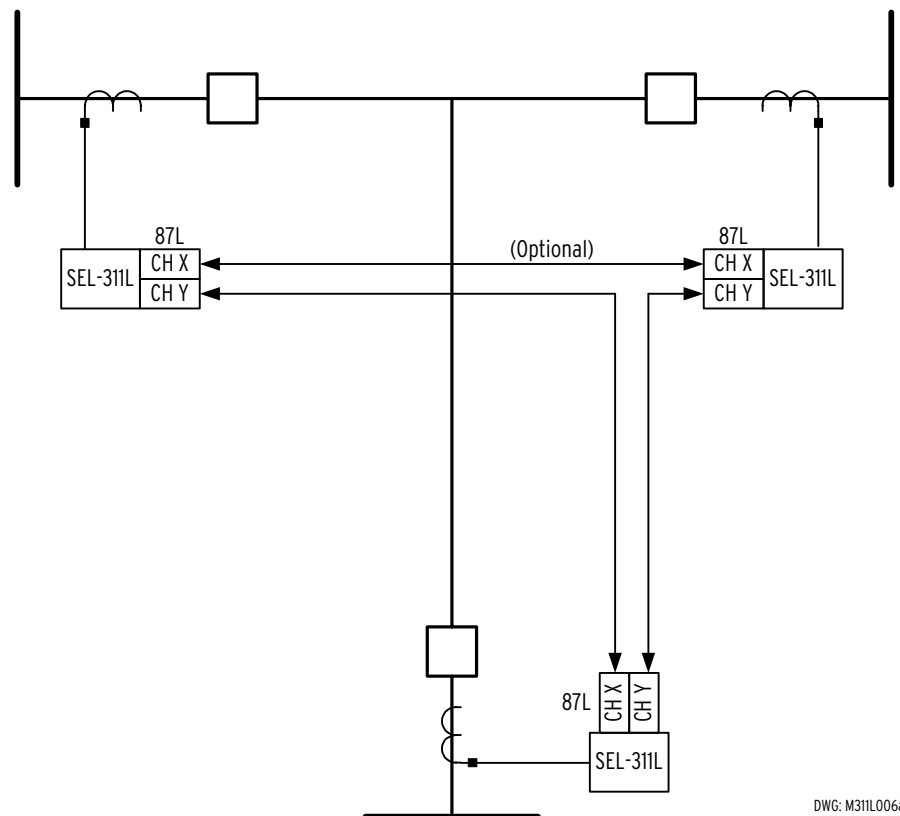 87L
87L
(Optional)
SEL-311L
CH X
CH Y
CH X
CH Y
SEL-311L
87L
CH X
CH Y
SEL-311L